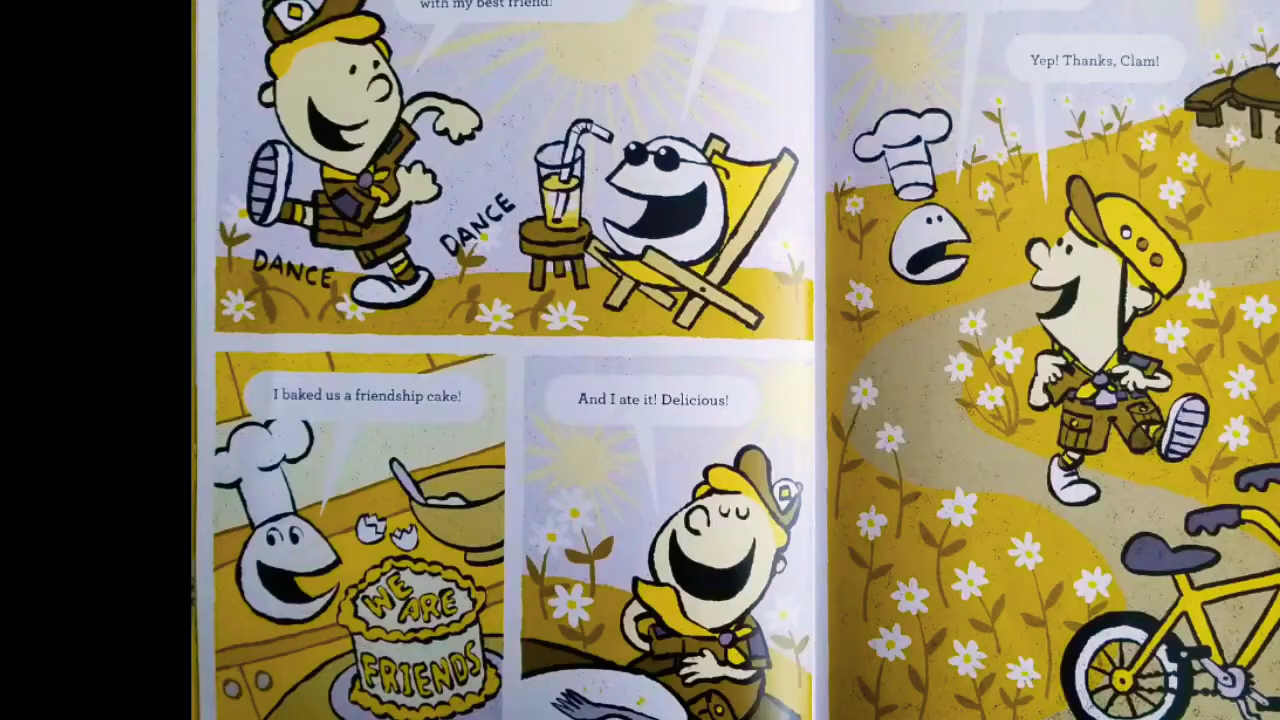 with my best friend!
DANCE
DANCE
I baked us a friendship cake!
WE
ARE
FRIENDS
And I ate it! Delicious!
Yep! Thanks, Clam!